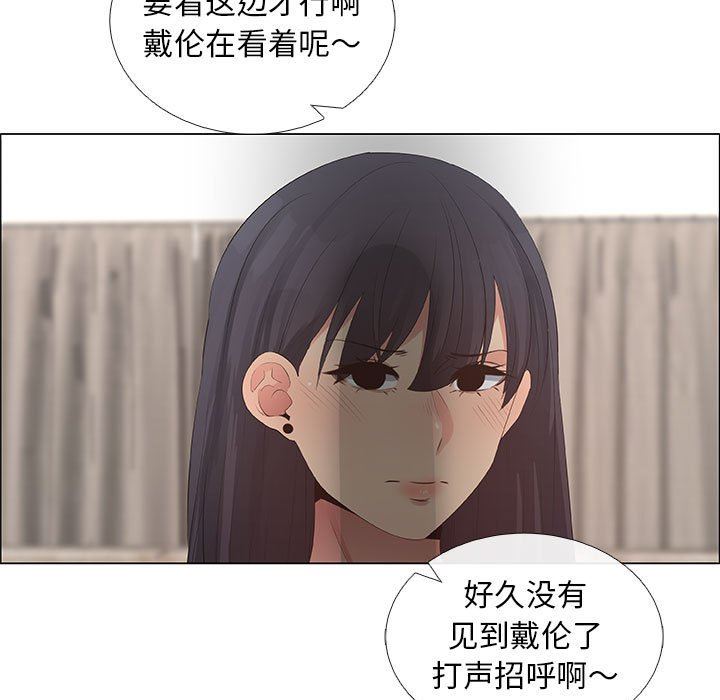 要看这边才行啊
戴伦在看着呢～
好久没有
见到戴伦了
打声招呼啊～